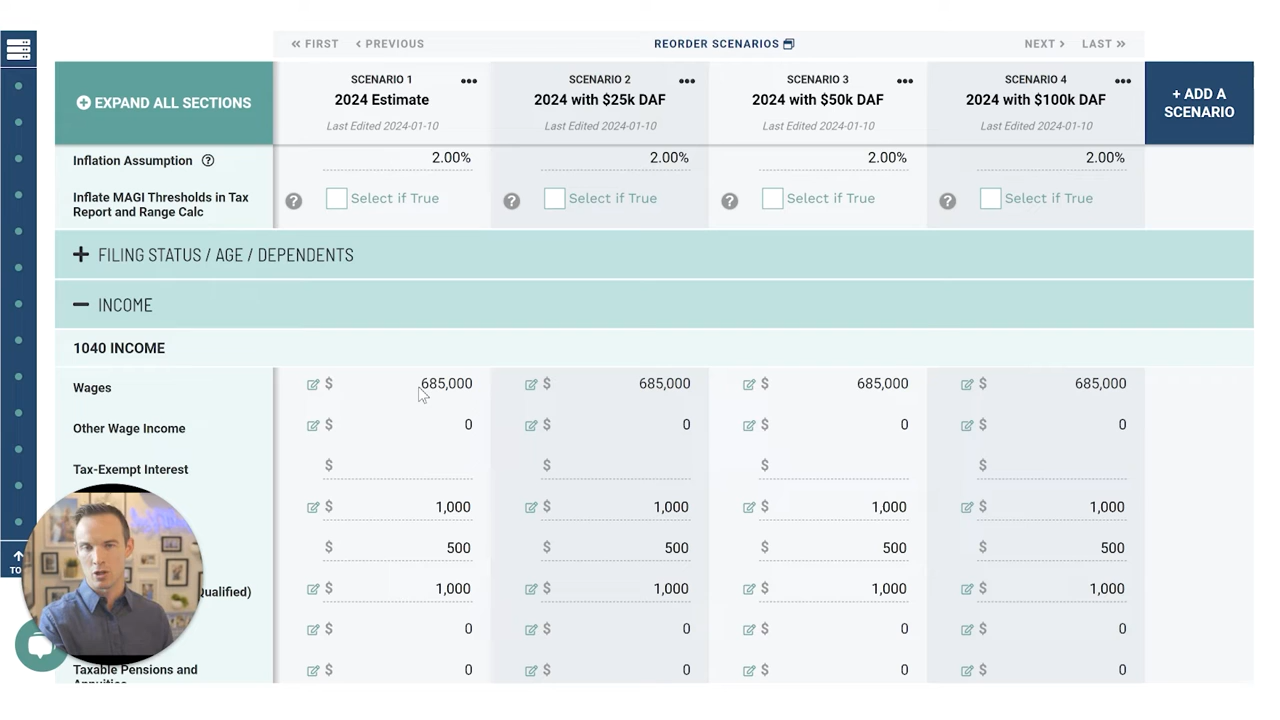 FIRST PREVIOUS REORDER SCENARIOS NEXT LAST
EXPAND ALL SECTIONS
SCENARIO 1 SCENARIO 2 SCENARIO 3 SCENARIO 4
2024 Estimate 2024 with $25k DAF 2024 with $50k DAF 2024 with $100k DAF
Last Edited 2024-01-10 Last Edited 2024-01-10 Last Edited 2024-01-10 Last Edited 2024-01-10
+ ADD A
SCENARIO
Inflation Assumption ? 2.00% 2.00% 2.00% 2.00%
Inflate MAGI Thresholds in Tax
Report and Range Calc
? Select if True ? Select if True ? Select if True ? Select if True
+ FILING STATUS / AGE / DEPENDENTS
− INCOME
1040 INCOME
Wages $ 685,000 $ 685,000 $ 685,000 $ 685,000
Other Wage Income $ 0 $ 0 $ 0 $ 0
Tax-Exempt Interest $ $ $ $
$ 1,000 $ 1,000 $ 1,000 $ 1,000
$ 500 $ 500 $ 500 $ 500
TO
Qualified) $ 1,000 $ 1,000 $ 1,000 $ 1,000
$ 0 $ 0 $ 0 $ 0
Taxable Pensions and $ 0 $ 0 $ 0 $ 0